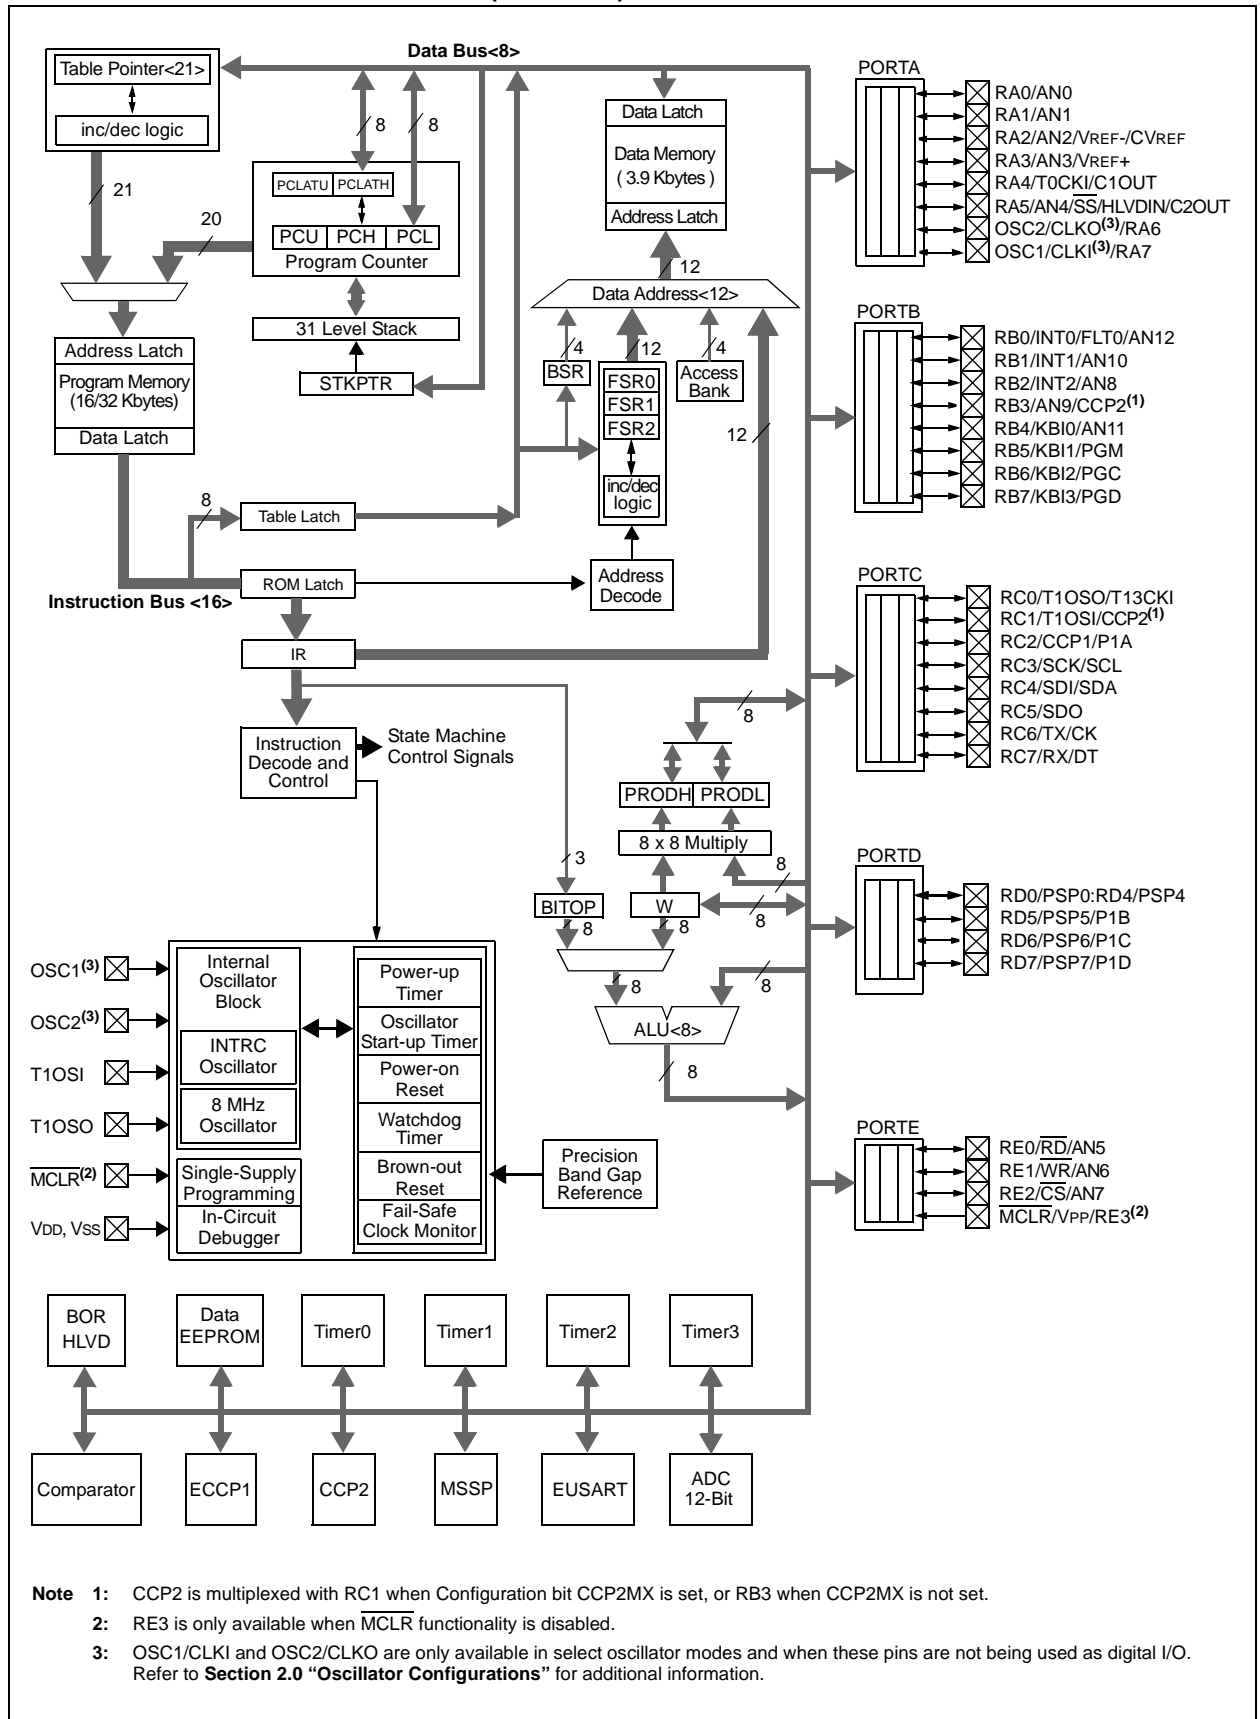 Data Bus<8>
Table Pointer<21>
inc/dec logic
21
20
8
8
PCLATU PCLATH
PCU PCH PCL
Program Counter
31 Level Stack
STKPTR
Address Latch
Program Memory
(16/32 Kbytes)
Data Latch
8
Table Latch
ROM Latch
Instruction Bus <16>
IR
Data Latch
Data Memory
( 3.9 Kbytes )
Address Latch
12
Data Address<12>
4
12
4
BSR
FSR0
FSR1
FSR2
inc/dec
logic
Access
Bank
12
Address
Decode
Instruction
Decode and
Control
State Machine
Control Signals
8
PRODH PRODL
8 x 8 Multiply
3
8
BITOP
W
8
8
8
8
8
ALU<8>
8
OSC1(3)
OSC2(3)
T1OSI
T1OSO
MCLR(2)
VDD, VSS
Internal
Oscillator
Block
INTRC
Oscillator
8 MHz
Oscillator
Single-Supply
Programming
In-Circuit
Debugger
Power-up
Timer
Oscillator
Start-up Timer
Power-on
Reset
Watchdog
Timer
Brown-out
Reset
Fail-Safe
Clock Monitor
Precision
Band Gap
Reference
PORTA
RA0/AN0
RA1/AN1
RA2/AN2/VREF-/CVREF
RA3/AN3/VREF+
RA4/T0CKI/C1OUT
RA5/AN4/SS/HLVDIN/C2OUT
OSC2/CLKO(3)/RA6
OSC1/CLKI(3)/RA7
PORTB
RB0/INT0/FLT0/AN12
RB1/INT1/AN10
RB2/INT2/AN8
RB3/AN9/CCP2(1)
RB4/KBI0/AN11
RB5/KBI1/PGM
RB6/KBI2/PGC
RB7/KBI3/PGD
PORTC
RC0/T1OSO/T13CKI
RC1/T1OSI/CCP2(1)
RC2/CCP1/P1A
RC3/SCK/SCL
RC4/SDI/SDA
RC5/SDO
RC6/TX/CK
RC7/RX/DT
PORTD
RD0/PSP0:RD4/PSP4
RD5/PSP5/P1B
RD6/PSP6/P1C
RD7/PSP7/P1D
PORTE
RE0/RD/AN5
RE1/WR/AN6
RE2/CS/AN7
MCLR/VPP/RE3(2)
BOR
HLVD
Data
EEPROM
Timer0
Timer1
Timer2
Timer3
Comparator
ECCP1
CCP2
MSSP
EUSART
ADC
12-Bit
Note 1: CCP2 is multiplexed with RC1 when Configuration bit CCP2MX is set, or RB3 when CCP2MX is not set.
2: RE3 is only available when MCLR functionality is disabled.
3: OSC1/CLKI and OSC2/CLKO are only available in select oscillator modes and when these pins are not being used as digital I/O.
Refer to Section 2.0 “Oscillator Configurations” for additional information.